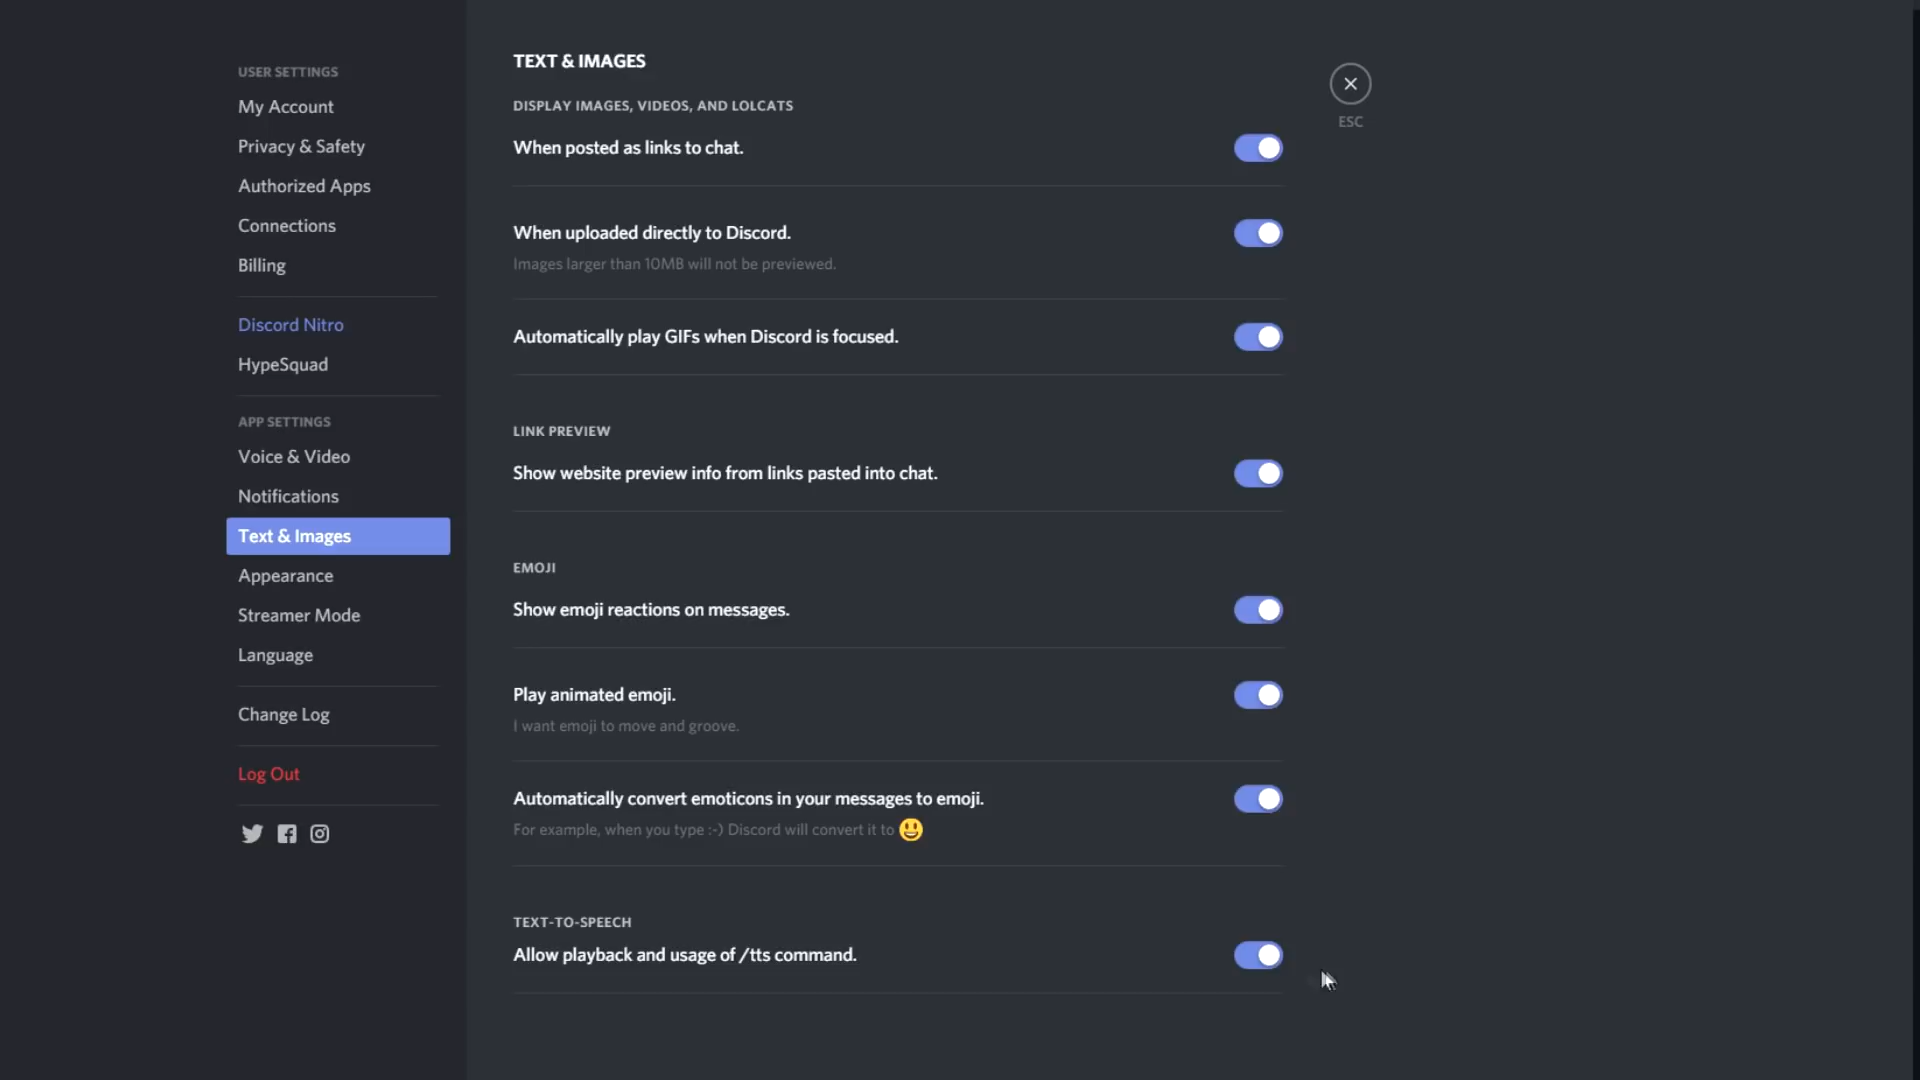 USER SETTINGS
My Account
Privacy & Safety
Authorized Apps
Connections
Billing
Discord Nitro
HypeSquad
APP SETTINGS
Voice & Video
Notifications
Text & Images
Appearance
Streamer Mode
Language
Change Log
Log Out
TEXT & IMAGES
DISPLAY IMAGES, VIDEOS, AND LOLCATS
When posted as links to chat.
When uploaded directly to Discord.
Images larger than 10MB will not be previewed.
Automatically play GIFs when Discord is focused.
LINK PREVIEW
Show website preview info from links pasted into chat.
EMOJI
Show emoji reactions on messages.
Play animated emoji.
I want emoji to move and groove.
Automatically convert emoticons in your messages to emoji.
For example, when you type :-) Discord will convert it to 😃
TEXT-TO-SPEECH
Allow playback and usage of /tts command.
ESC